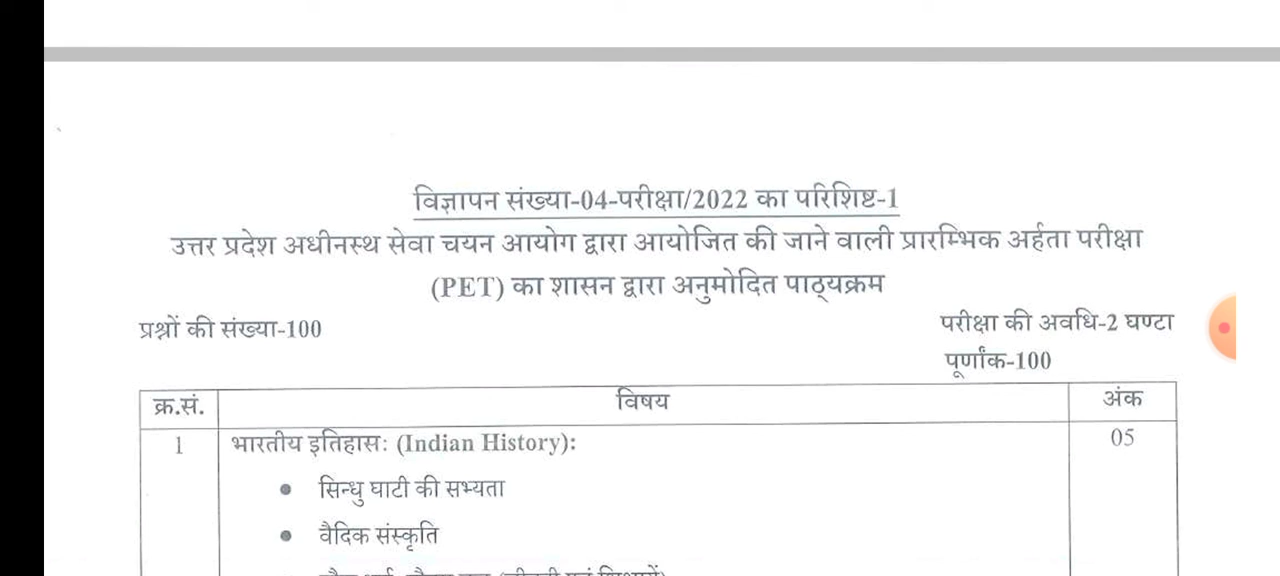 विज्ञापन संख्या-04-परीक्षा/2022 का परिशिष्ट-1
उत्तर प्रदेश अधीनस्थ सेवा चयन आयोग द्वारा आयोजित की जाने वाली प्रारम्भिक अर्हता परीक्षा
(PET) का शासन द्वारा अनुमोदित पाठ्यक्रम
प्रश्नों की संख्या-100
परीक्षा की अवधि-2 घण्टा
पूर्णांक-100
क्र.सं. विषय अंक
1 भारतीय इतिहास: (Indian History): 05
• सिन्धु घाटी की सभ्यता
• वैदिक संस्कृति